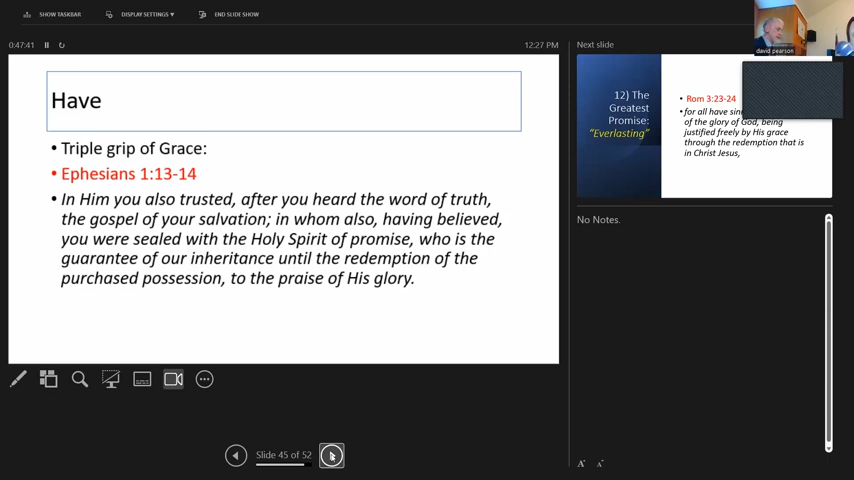 SHOW TASKBAR
DISPLAY SETTINGS ▾
END SLIDE SHOW
david pearson
0:47:41
12:27 PM
Next slide
Have
• Triple grip of Grace:
• Ephesians 1:13-14
• In Him you also trusted, after you heard the word of truth,
the gospel of your salvation; in whom also, having believed,
you were sealed with the Holy Spirit of promise, who is the
guarantee of our inheritance until the redemption of the
purchased possession, to the praise of His glory.
12) The
Greatest
Promise:
“Everlasting”
• Rom 3:23-24
• for all have
of the glory of God, being
justified freely by His grace
through the redemption that is
in Christ Jesus,
No Notes.
Slide 45 of 52
A A